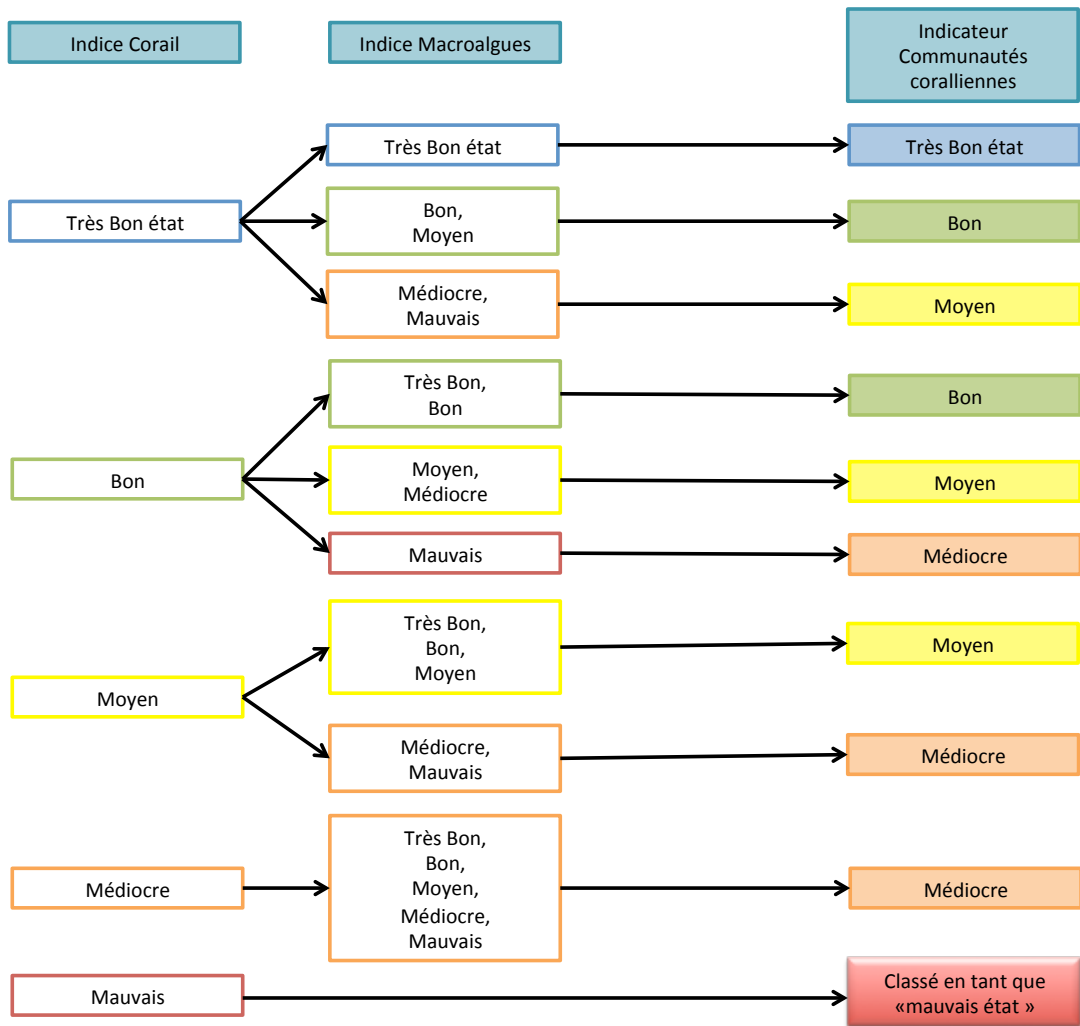 Indice Corail
Indice Macroalgues
Indicateur
Communautés
coralliennes
Très Bon état
Très Bon état
Très Bon état
Bon,
Moyen
Bon
Médiocre,
Mauvais
Moyen
Bon
Très Bon,
Bon
Bon
Moyen,
Médiocre
Moyen
Mauvais
Médiocre
Moyen
Très Bon,
Bon,
Moyen
Moyen
Médiocre,
Mauvais
Médiocre
Médiocre
Très Bon,
Bon,
Moyen,
Médiocre,
Mauvais
Médiocre
Mauvais
Classé en tant que
«mauvais état »